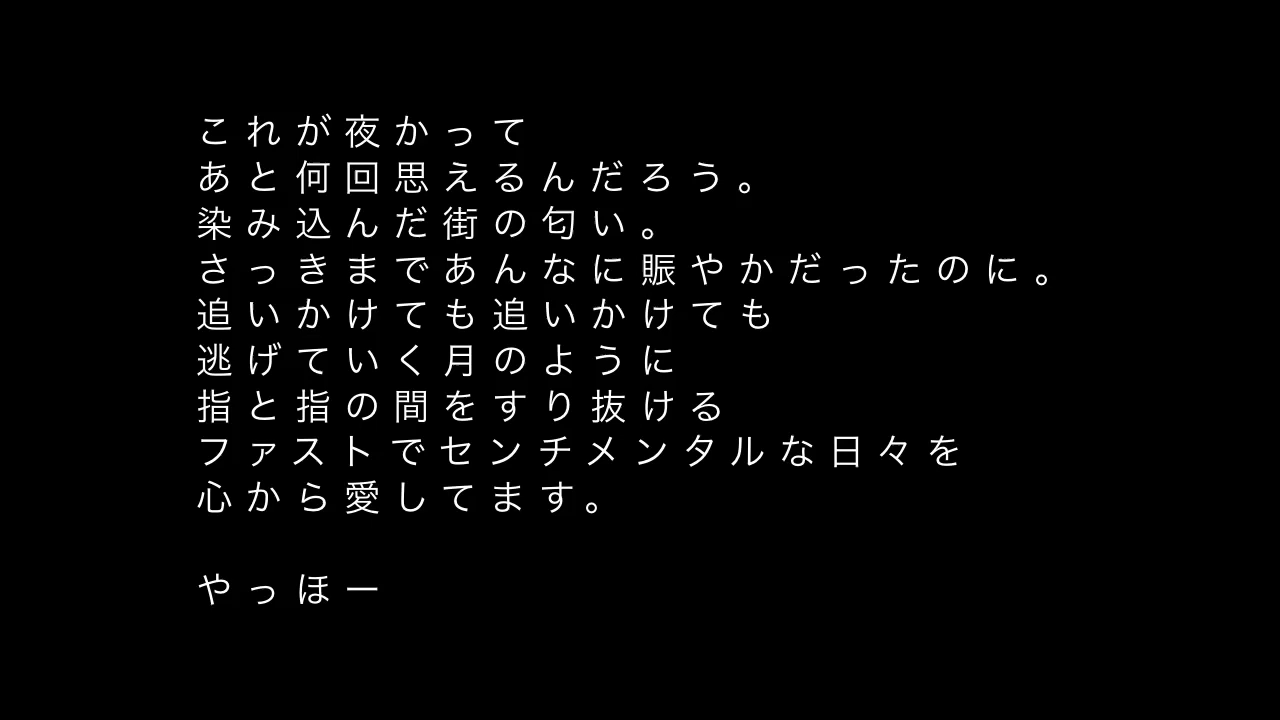 これが夜かって
あと何回思えるんだろう。
染み込んだ街の匂い。
さっきまであんなに賑やかだったのに。
追いかけても追いかけても
逃げていく月のように
指と指の間をすり抜ける
ファストでセンチメンタルな日々を
心から愛してます。
やっほー